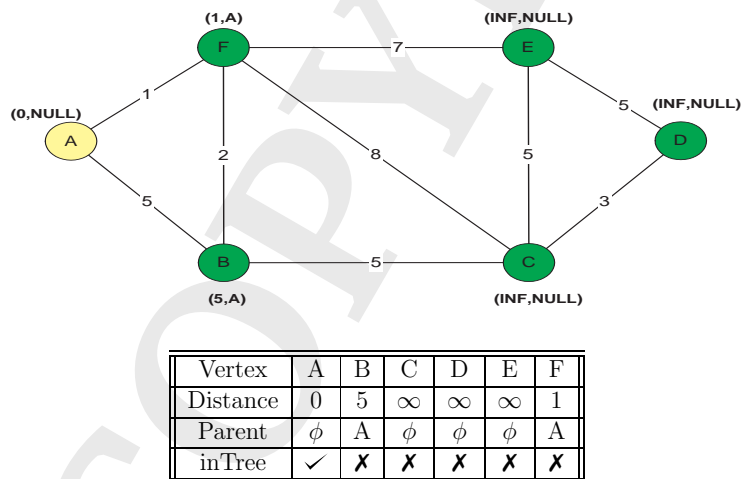 (1,A) (INF,NULL)
F 7 E
1 5 (INF,NULL)
(0,NULL)
A 2 8 5 D
5 3
B 5 C
(5,A) (INF,NULL)
Vertex A B C D E F
Distance 0 5 ∞ ∞ ∞ 1
Parent ϕ A ϕ ϕ ϕ A
inTree ✓ ✗ ✗ ✗ ✗ ✗
COPY